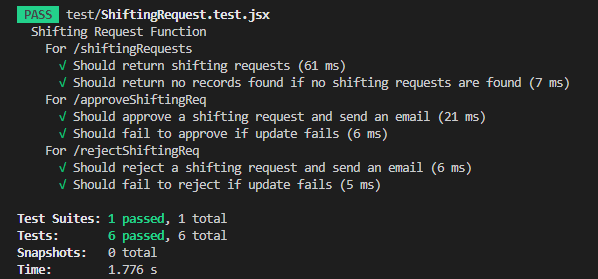 PASS test/ShiftingRequest.test.jsx
Shifting Request Function
For /shiftingRequests
√ Should return shifting requests (61 ms)
√ Should return no records found if no shifting requests are found (7 ms)
For /approveShiftingReq
√ Should approve a shifting request and send an email (21 ms)
√ Should fail to approve if update fails (6 ms)
For /rejectShiftingReq
√ Should reject a shifting request and send an email (6 ms)
√ Should fail to reject if update fails (5 ms)
Test Suites: 1 passed, 1 total
Tests: 6 passed, 6 total
Snapshots: 0 total
Time: 1.776 s